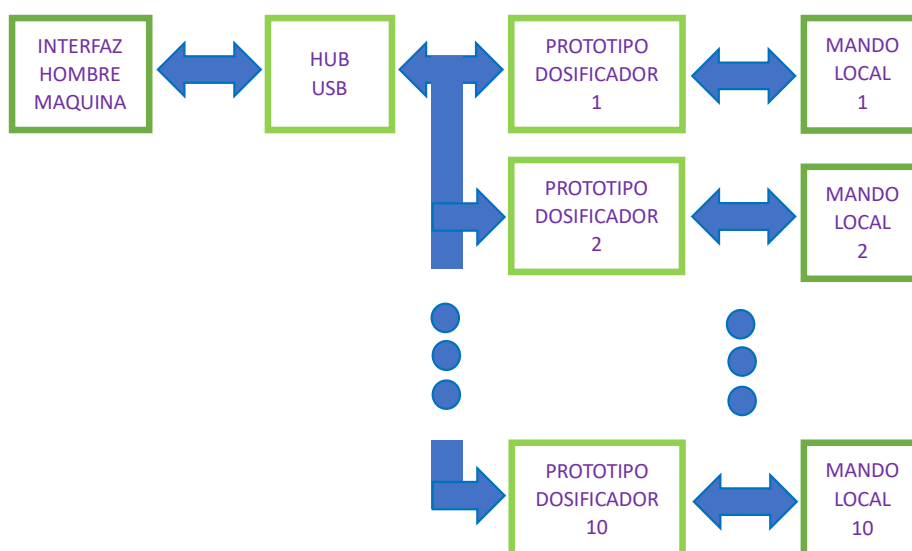 INTERFAZ
HOMBRE
MAQUINA
HUB
USB
PROTOTIPO
DOSIFICADOR
1
MANDO
LOCAL
1
PROTOTIPO
DOSIFICADOR
2
MANDO
LOCAL
2
PROTOTIPO
DOSIFICADOR
10
MANDO
LOCAL
10